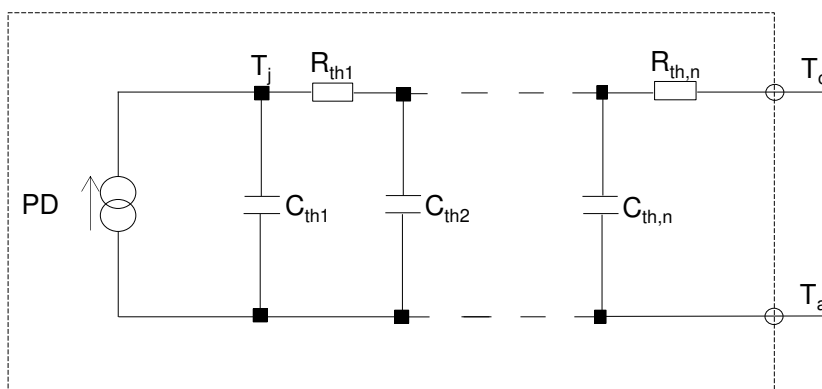 T_j
R_th1
R_th,n
T_c
PD
C_th1
C_th2
C_th,n
T_a